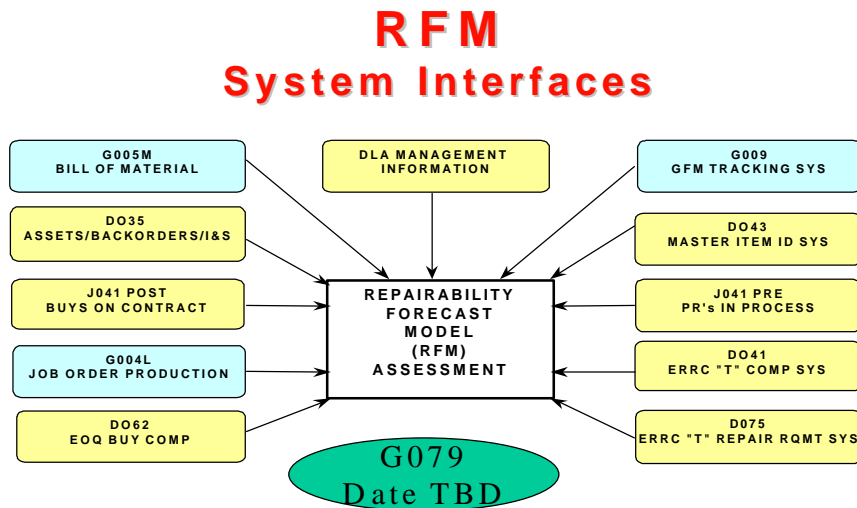 RFM
System Interfaces
G005M
BILL OF MATERIAL
DLA MANAGEMENT
INFORMATION
G009
GFM TRACKING SYS
DO35
ASSETS/BACKORDERS/I&S
DO43
MASTER ITEM ID SYS
J041 POST
BUYS ON CONTRACT
REPAIRABILITY
FORECAST
MODEL
(RFM)
ASSESSMENT
J041 PRE
PR's IN PROCESS
G004L
JOB ORDER PRODUCTION
DO41
ERRC "T" COMP SYS
DO62
EOQ BUY COMP
D075
ERRC "T" REPAIR RQMT SYS
G079
Date TBD